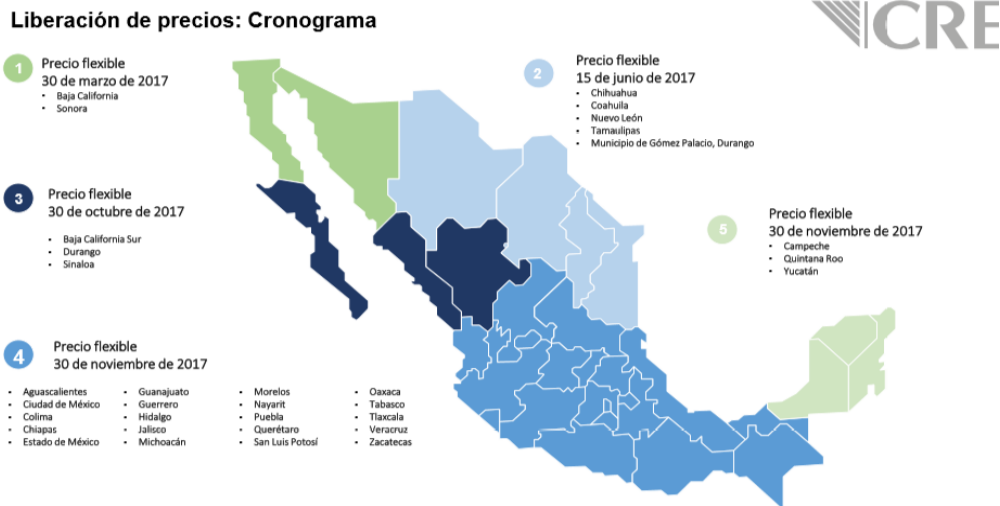 Liberación de precios: Cronograma
CRE
1
Precio flexible
30 de marzo de 2017
• Baja California
• Sonora
2
Precio flexible
15 de junio de 2017
• Chihuahua
• Coahuila
• Nuevo León
• Tamaulipas
• Municipio de Gómez Palacio, Durango
3
Precio flexible
30 de octubre de 2017
• Baja California Sur
• Durango
• Sinaloa
4
Precio flexible
30 de noviembre de 2017
• Aguascalientes
• Ciudad de México
• Colima
• Chiapas
• Estado de México
• Guanajuato
• Guerrero
• Hidalgo
• Jalisco
• Michoacán
• Morelos
• Nayarit
• Puebla
• Querétaro
• San Luis Potosí
• Oaxaca
• Tabasco
• Tlaxcala
• Veracruz
• Zacatecas
5
Precio flexible
30 de noviembre de 2017
• Campeche
• Quintana Roo
• Yucatán